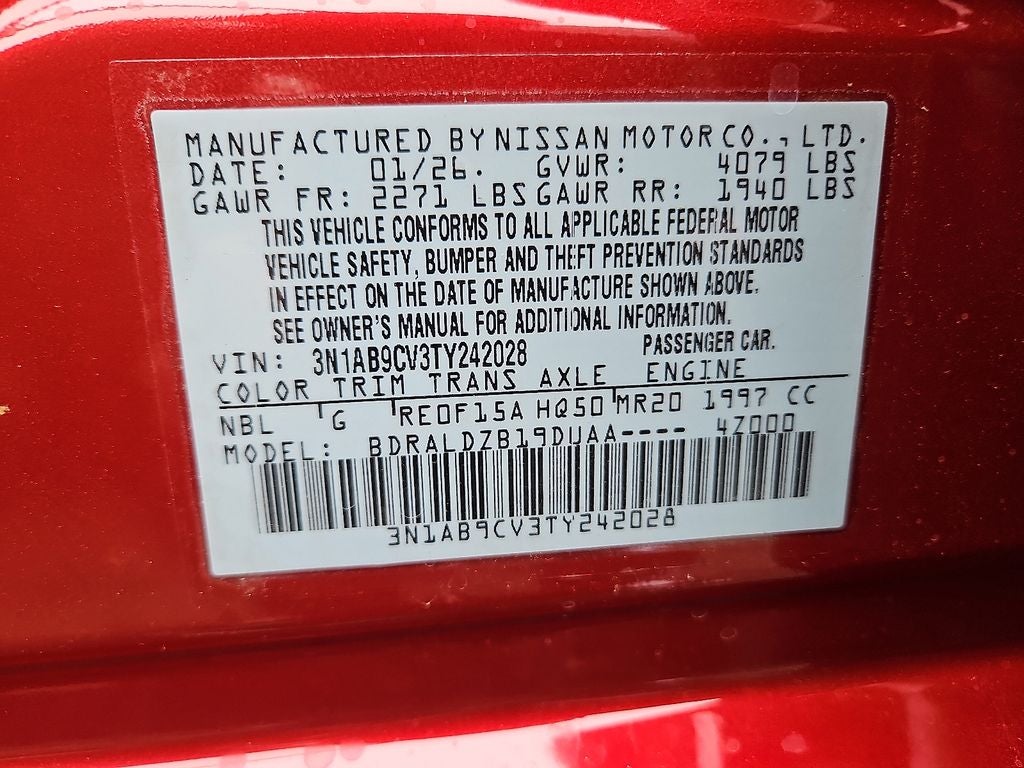 MANUFACTURED BY NISSAN MOTOR CO., LTD.
DATE: 01/26. GVWR: 4079 LBS
GAWR FR: 2271 LBS GAWR RR: 1940 LBS
THIS VEHICLE CONFORMS TO ALL APPLICABLE FEDERAL MOTOR
VEHICLE SAFETY, BUMPER AND THEFT PREVENTION STANDARDS
IN EFFECT ON THE DATE OF MANUFACTURE SHOWN ABOVE.
SEE OWNER'S MANUAL FOR ADDITIONAL INFORMATION.
VIN: 3N1AB9CV3TY242028 PASSENGER CAR.
COLOR TRIM TRANS AXLE ENGINE
NBL G RE0F15A HQ50 MR20 1997 CC
MODEL: BDRALDZB19DUAA---- 4Z000
3N1AB9CV3TY242028